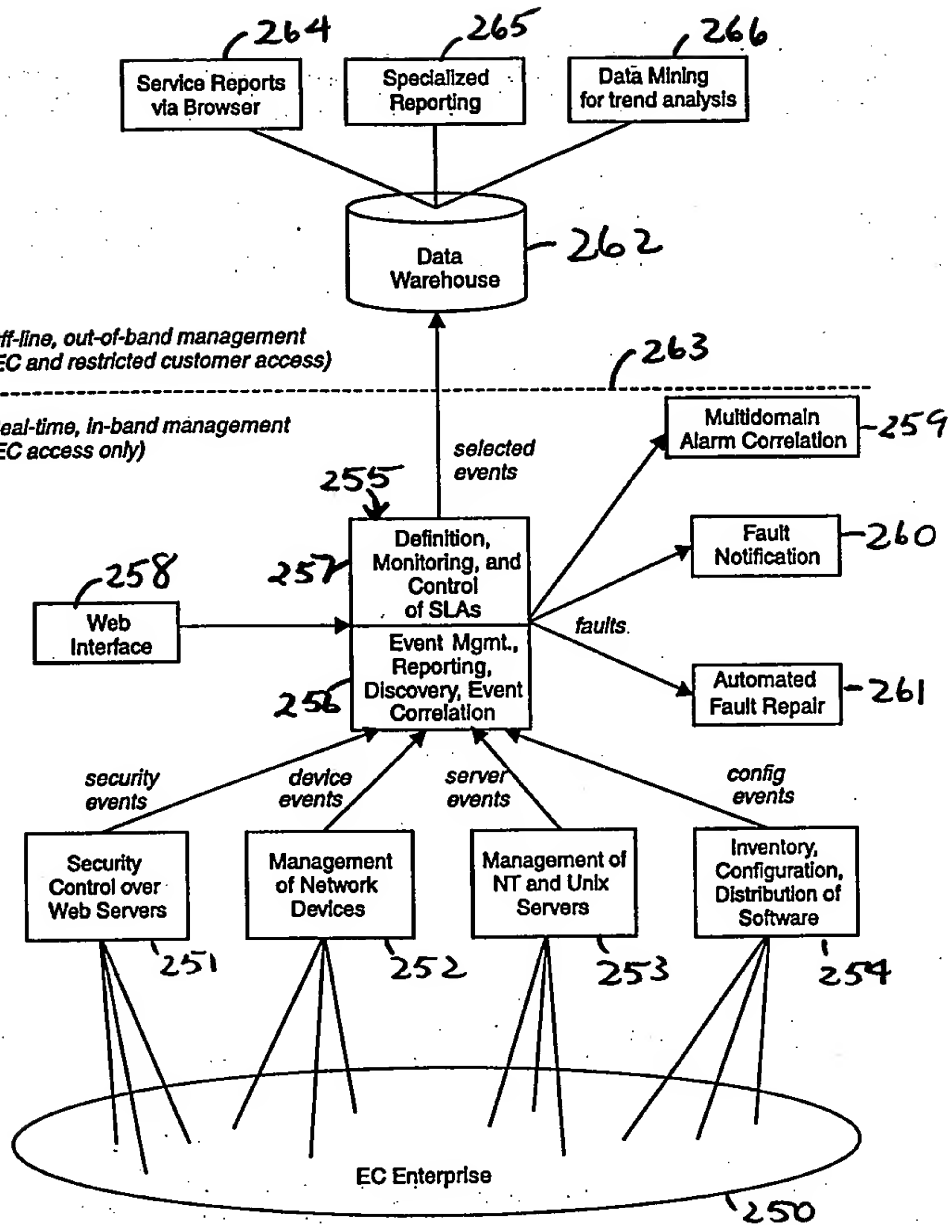 264
265
266
Service Reports
via Browser
Specialized
Reporting
Data Mining
for trend analysis
Data
Warehouse
262
ff-line, out-of-band management
EC and restricted customer access)
263
eal-time, in-band management
EC access only)
selected
events
Multidomain
Alarm Correlation
259
255
257
Definition,
Monitoring, and
Control
of SLAs
Fault
Notification
260
258
Web
Interface
faults.
256
Event Mgmt.,
Reporting,
Discovery, Event
Correlation
Automated
Fault Repair
261
security
events
device
events
server
events
config
events
Security
Control over
Web Servers
Management
of Network
Devices
Management of
NT and Unix
Servers
Inventory,
Configuration,
Distribution of
Software
251
252
253
254
EC Enterprise
250